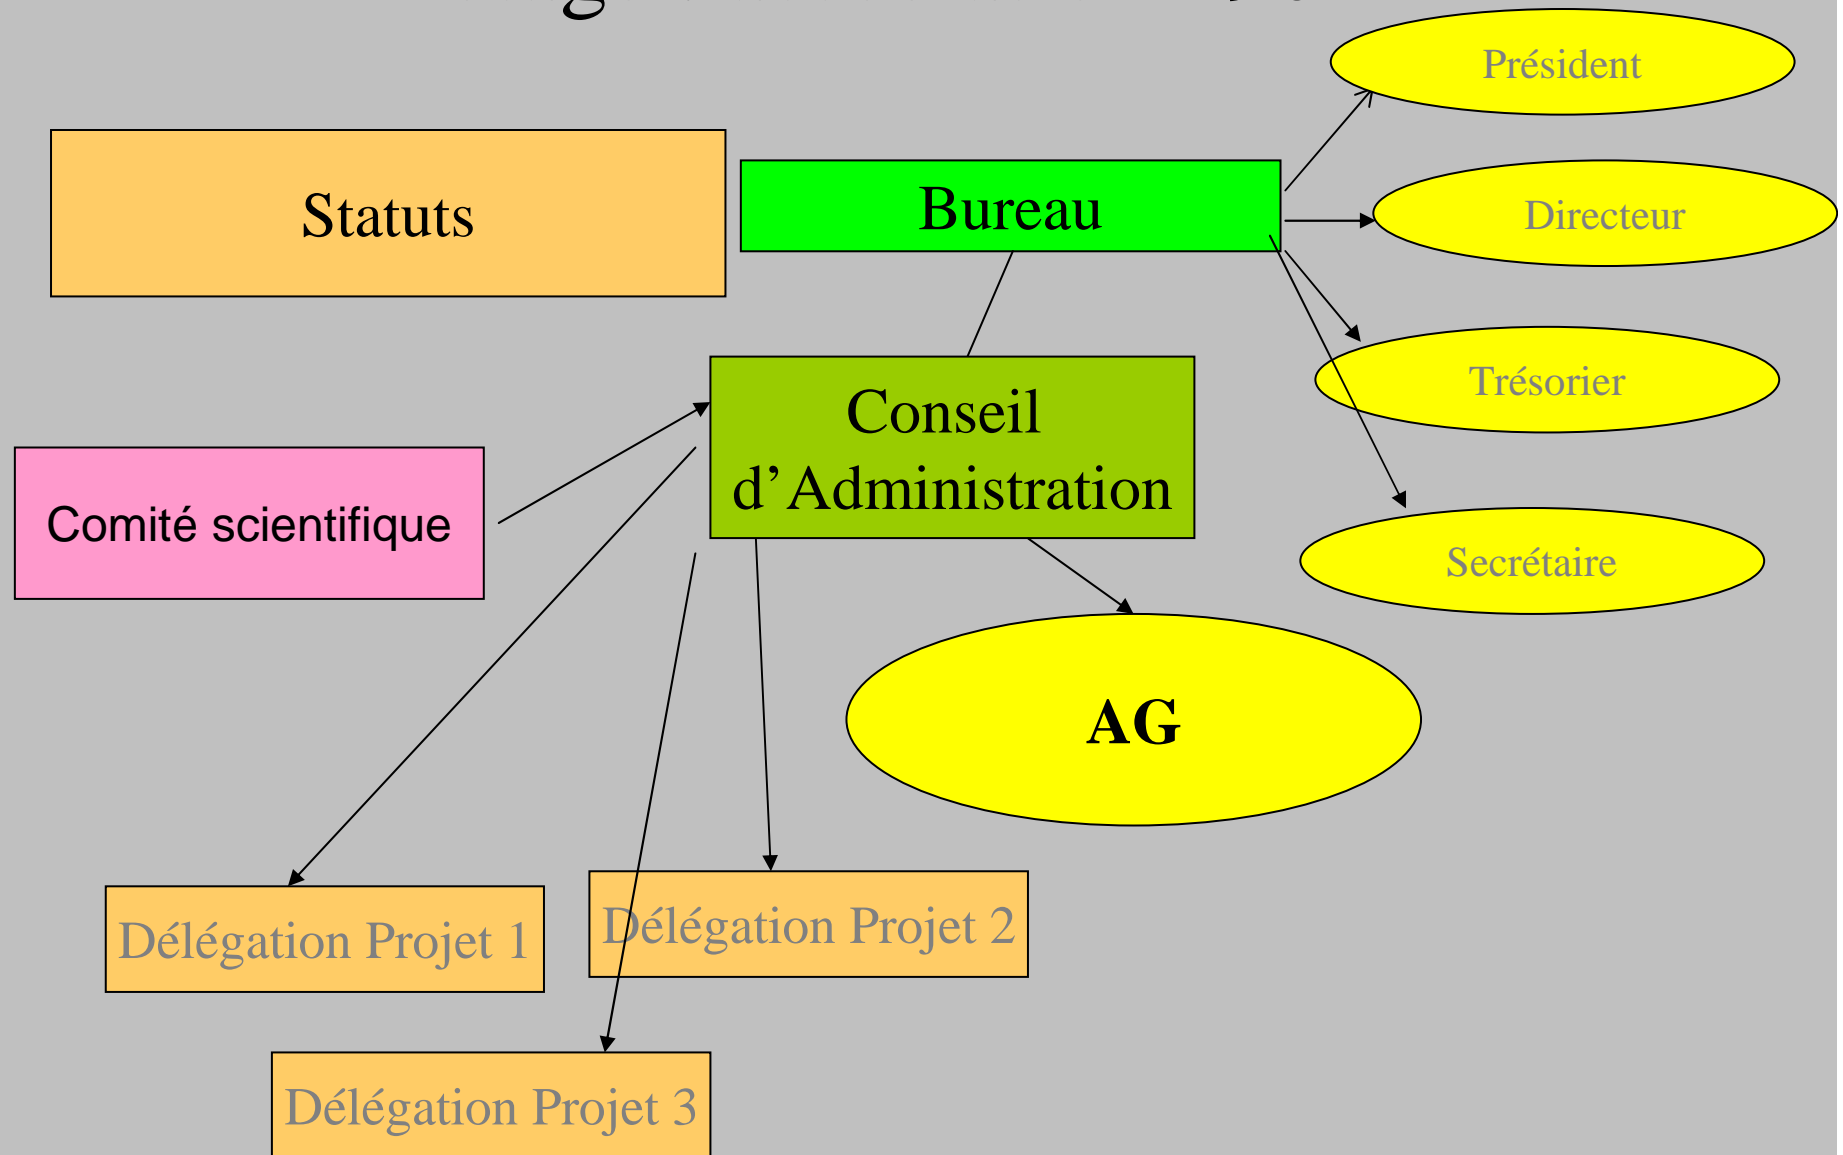 Président
Statuts
Bureau
Directeur
Conseil
d’Administration
Trésorier
Comité scientifique
Secrétaire
AG
Délégation Projet 1
Délégation Projet 2
Délégation Projet 3